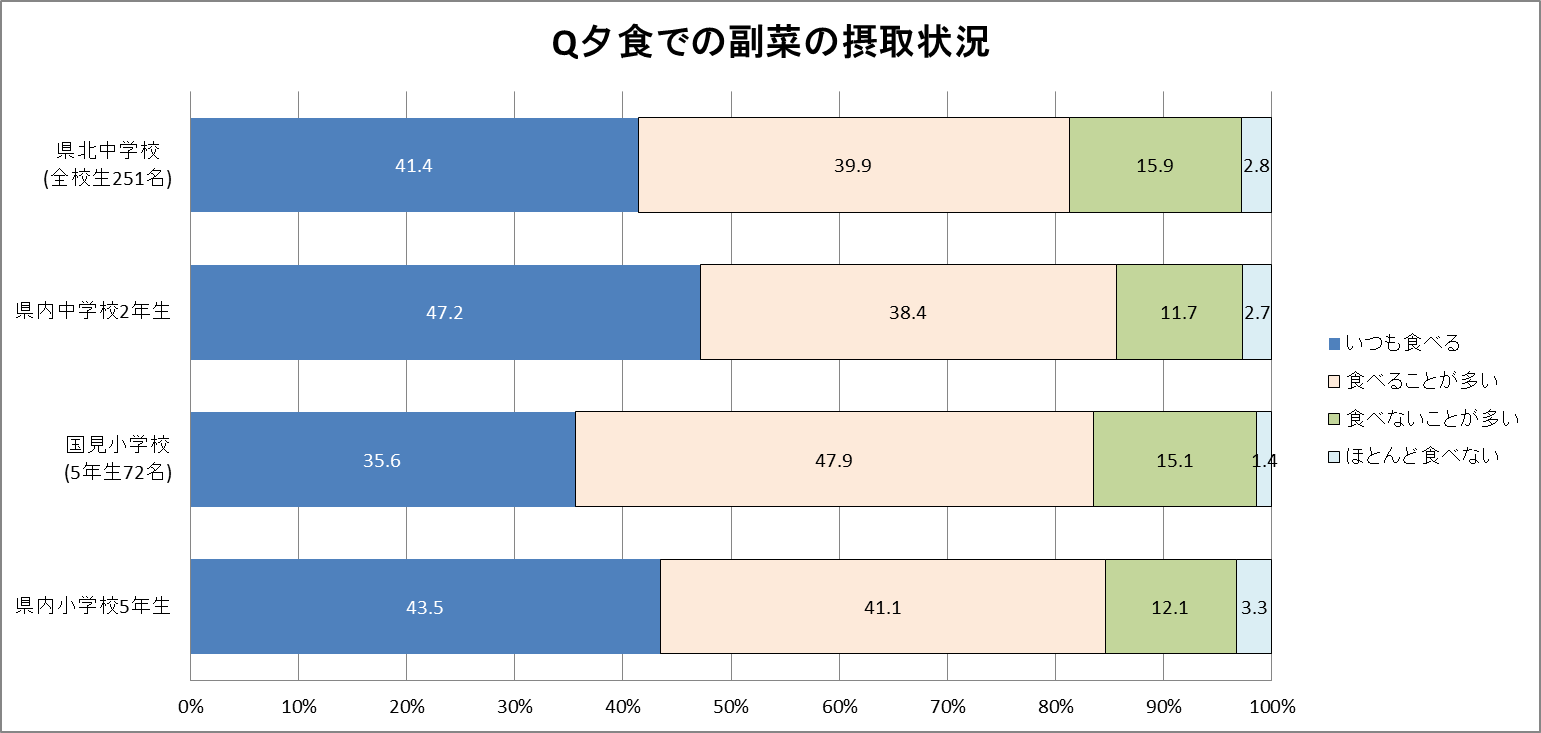 Q夕食での副菜の摂取状況
県北中学校
(全校生251名)
41.4
39.9
15.9
2.8
県内中学校2年生
47.2
38.4
11.7
2.7
国見小学校
(5年生72名)
35.6
47.9
15.1
1.4
県内小学校5年生
43.5
41.1
12.1
3.3
0%
10%
20%
30%
40%
50%
60%
70%
80%
90%
100%
いつも食べる
食べることが多い
食べないことが多い
ほとんど食べない